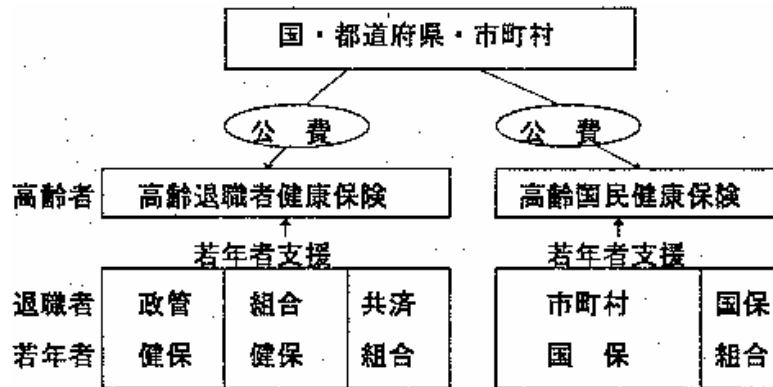 国・都道府県・市町村
公 費 公 費
高齢者 高齢退職者健康保険 高齢国民健康保険
若年者支援 若年者支援
退職者 政管 組合 共済 市町村 国保
若年者 健保 健保 組合 国 保 組合